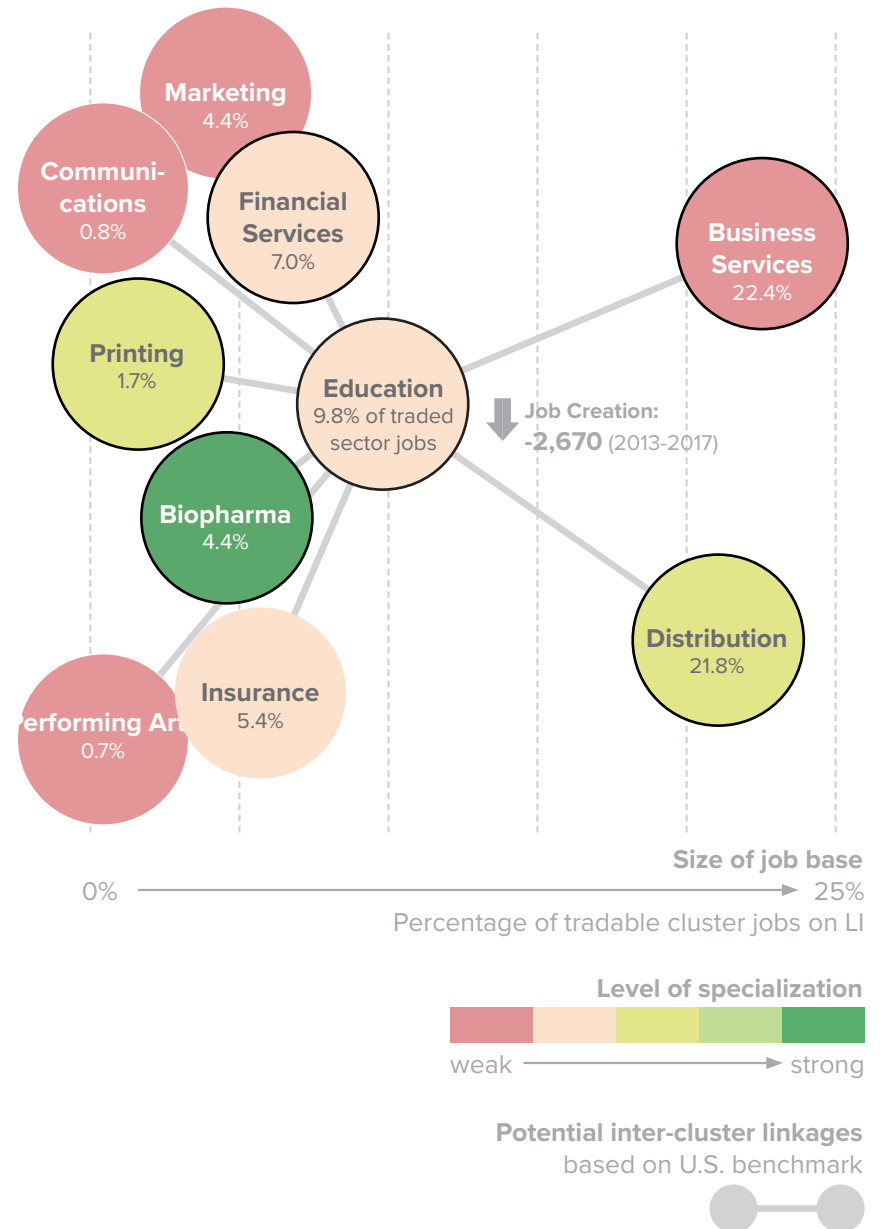 Marketing
4.4%
Communi-
cations
0.8%
Financial
Services
7.0%
Business
Services
22.4%
Printing
1.7%
Education
9.8% of traded
sector jobs
Job Creation:
-2,670 (2013-2017)
Biopharma
4.4%
Distribution
21.8%
Insurance
5.4%
erforming Art
0.7%
Size of job base
0% 25%
Percentage of tradable cluster jobs on LI
Level of specialization
weak strong
Potential inter-cluster linkages
based on U.S. benchmark